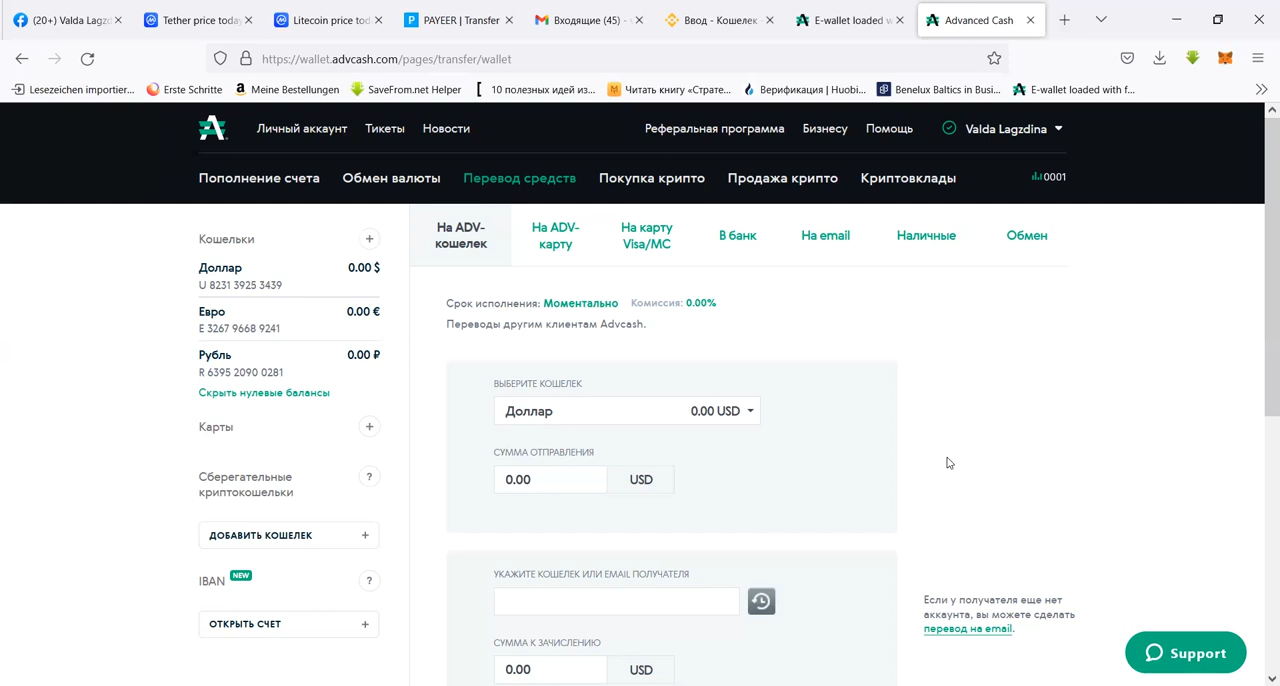 (20+) Valda Lagz
Tether price today
Litecoin price tod
PAYEER | Transfer
Входящие (45) -
Ввод - Кошелек
E-wallet loaded w
Advanced Cash
https://wallet.advcash.com/pages/transfer/wallet
Lesezeichen importier...
Erste Schritte
Meine Bestellungen
SaveFrom.net Helper
10 полезных идей из...
Читать книгу «Страте...
Верификация | Huobi...
Benelux Baltics in Busi...
E-wallet loaded with f...
Личный аккаунт
Тикеты
Новости
Реферальная программа
Бизнесу
Помощь
Valda Lagzdina
Пополнение счета
Обмен валюты
Перевод средств
Покупка крипто
Продажа крипто
Криптовклады
0001
Кошельки +
Доллар 0.00 $
U 8231 3925 3439
Евро 0.00 €
E 3267 9668 9241
Рубль 0.00 ₽
R 6395 2090 0281
Скрыть нулевые балансы
Карты +
Сберегательные ?
криптокошельки
ДОБАВИТЬ КОШЕЛЕК +
IBAN NEW ?
ОТКРЫТЬ СЧЕТ +
На ADV-
кошелек
На ADV-
карту
На карту
Visa/MC
В банк
На email
Наличные
Обмен
Срок исполнения: Моментально Комиссия: 0.00%
Переводы другим клиентам Advcash.
ВЫБЕРИТЕ КОШЕЛЕК
Доллар 0.00 USD
СУММА ОТПРАВЛЕНИЯ
0.00 USD
УКАЖИТЕ КОШЕЛЕК ИЛИ EMAIL ПОЛУЧАТЕЛЯ
СУММА К ЗАЧИСЛЕНИЮ
0.00 USD
Если у получателя еще нет
аккаунта, вы можете сделать
перевод на email.
Support